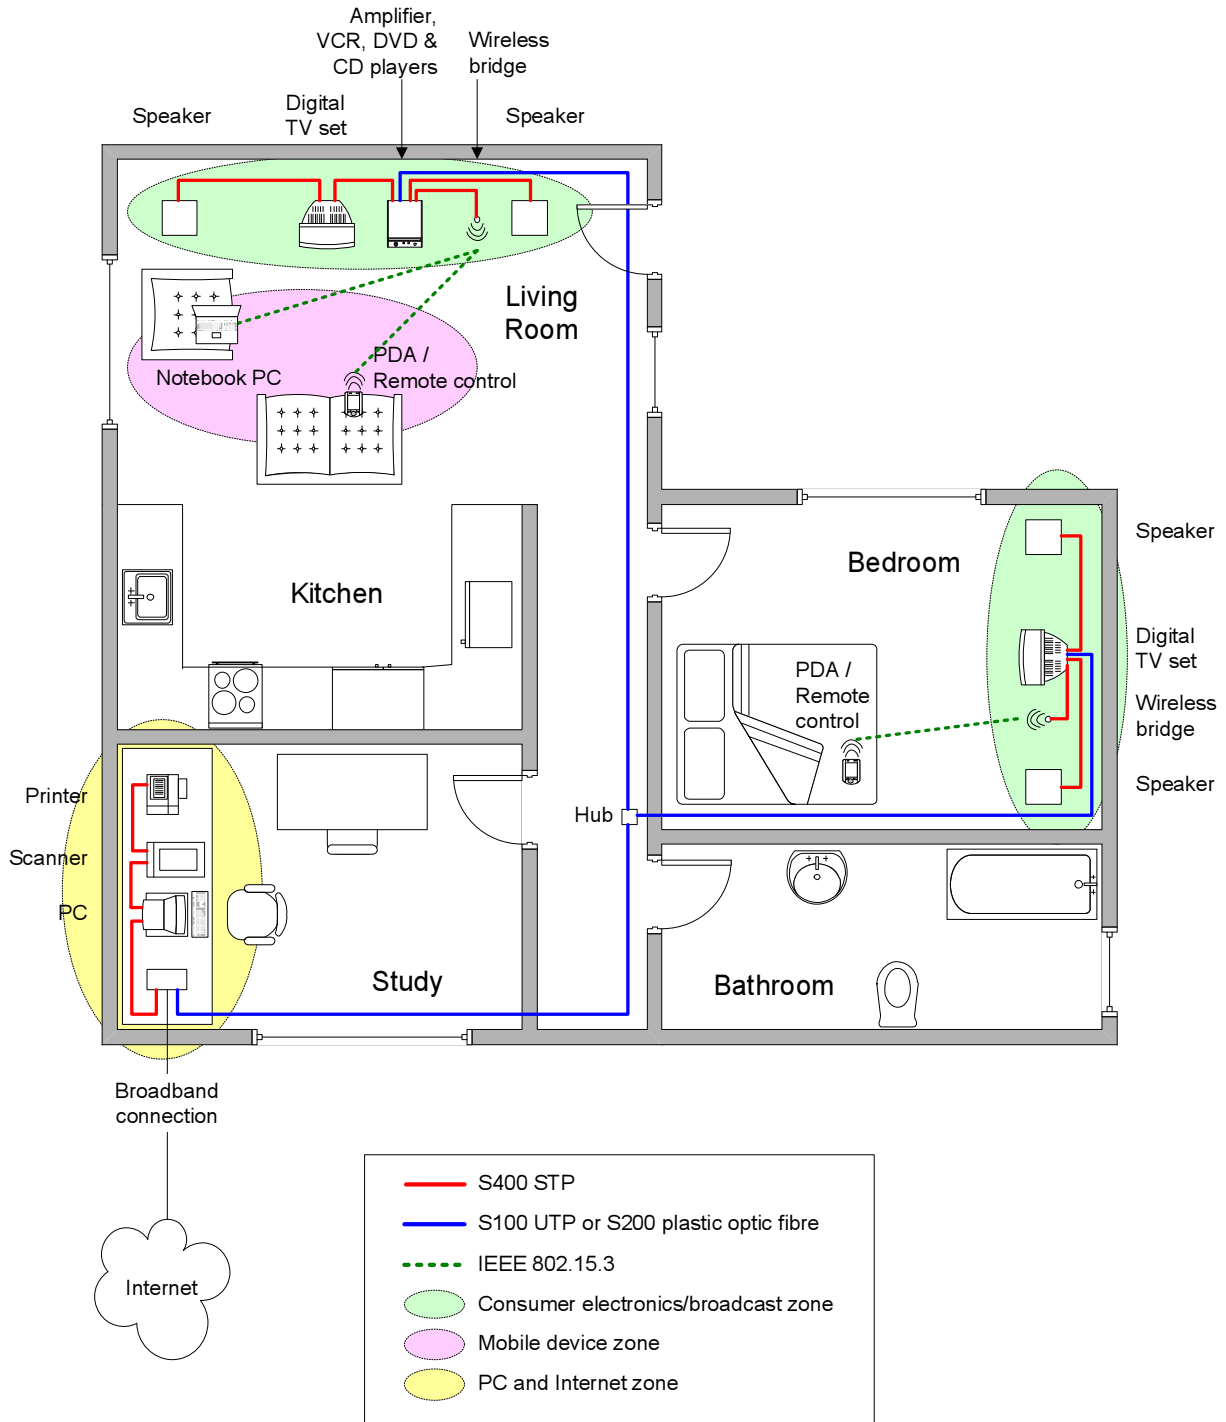 Amplifier,
VCR, DVD &
CD players
Wireless
bridge
Speaker
Digital
TV set
Speaker
Living
Room
Notebook PC
PDA /
Remote control
Kitchen
Bedroom
Speaker
Digital
TV set
Wireless
bridge
Speaker
PDA /
Remote
control
Printer
Scanner
PC
Hub
Study
Bathroom
Broadband
connection
Internet
S400 STP
S100 UTP or S200 plastic optic fibre
IEEE 802.15.3
Consumer electronics/broadcast zone
Mobile device zone
PC and Internet zone